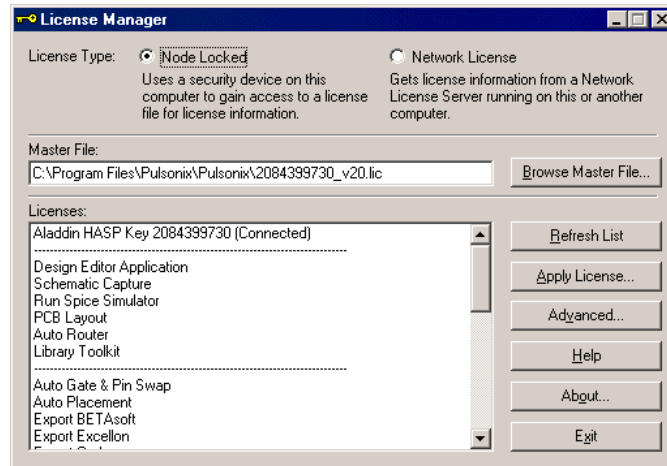 License Manager
License Type:
Node Locked
Uses a security device on this
computer to gain access to a license
file for license information.
Network License
Gets license information from a Network
License Server running on this or another
computer.
Master File:
C:\Program Files\Pulsonix\Pulsonix\2084399730_v20.lic
Browse Master File...
Licenses:
Aladdin HASP Key 2084399730 (Connected)
Design Editor Application
Schematic Capture
Run Spice Simulator
PCB Layout
Auto Router
Library Toolkit
Auto Gate & Pin Swap
Auto Placement
Export BETAsoft
Export Excellon
Refresh List
Apply License...
Advanced...
Help
About...
Exit